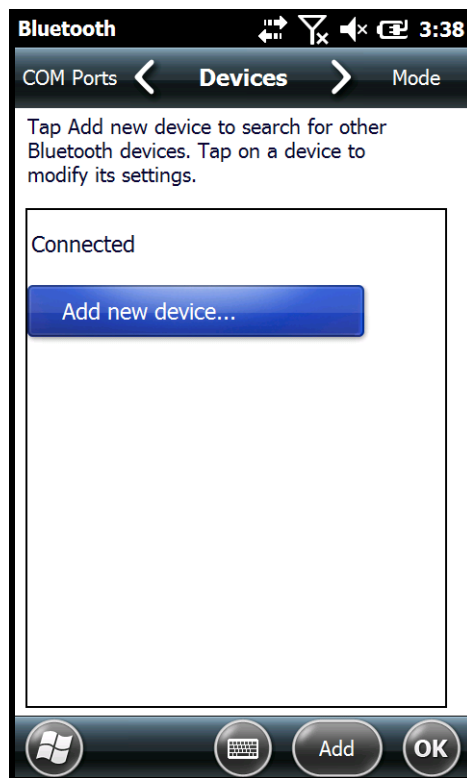 Bluetooth 3:38
COM Ports Devices Mode
Tap Add new device to search for other
Bluetooth devices. Tap on a device to
modify its settings.
Connected
Add new device...
Add OK